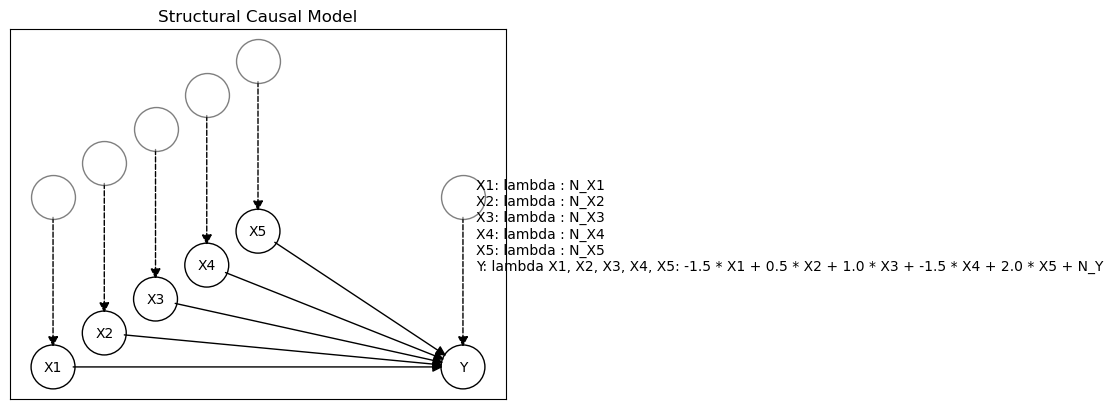 Structural Causal Model
X1: lambda : N_X1
X2: lambda : N_X2
X3: lambda : N_X3
X4: lambda : N_X4
X5: lambda : N_X5
Y: lambda X1, X2, X3, X4, X5: -1.5 * X1 + 0.5 * X2 + 1.0 * X3 + -1.5 * X4 + 2.0 * X5 + N_Y
X5
X4
X3
X2
X1
Y